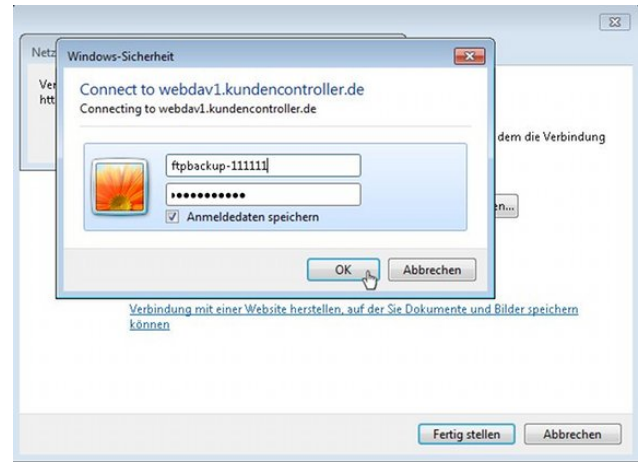 Netz
Windows-Sicherheit
Ver
htt
Connect to webdav1.kundencontroller.de
Connecting to webdav1.kundencontroller.de
dem die Verbindung
ftpbackup-111111
•••••••••••
Anmeldedaten speichern
en...
OK
Abbrechen
Verbindung mit einer Website herstellen, auf der Sie Dokumente und Bilder speichern
können
Fertig stellen
Abbrechen